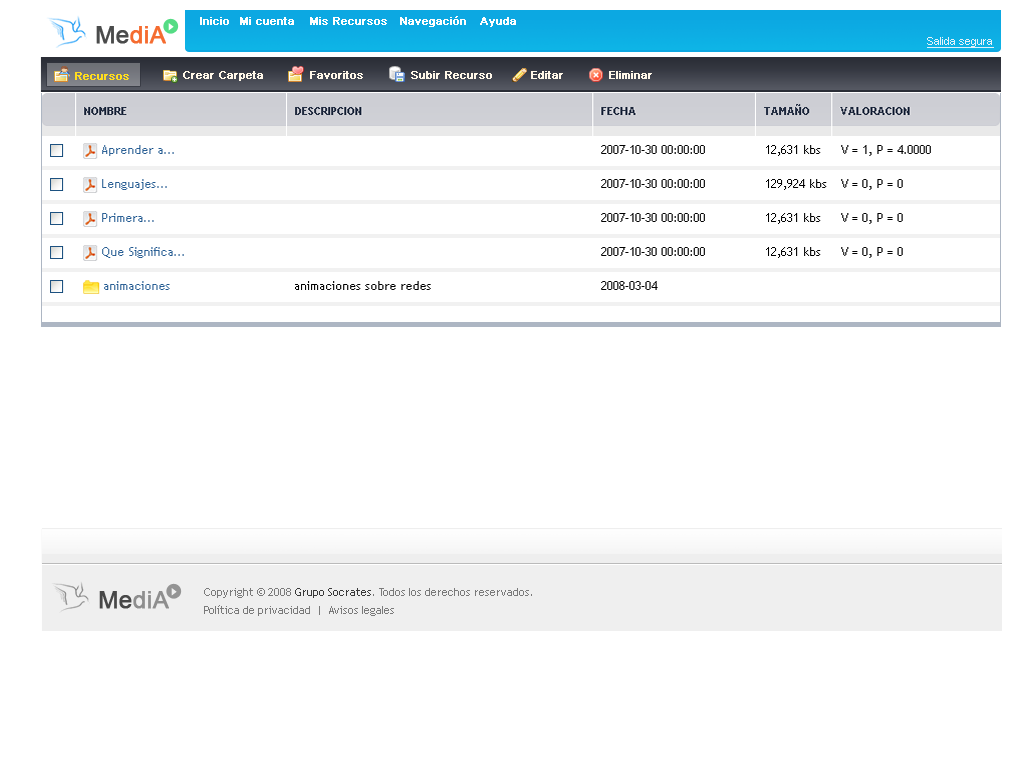 MediA
Inicio Mi cuenta Mis Recursos Navegación Ayuda
Salida segura
Recursos Crear Carpeta Favoritos Subir Recurso Editar Eliminar
NOMBRE DESCRIPCION FECHA TAMAÑO VALORACION
Aprender a... 2007-10-30 00:00:00 12,631 kbs V = 1, P = 4.0000
Lenguajes... 2007-10-30 00:00:00 129,924 kbs V = 0, P = 0
Primera... 2007-10-30 00:00:00 12,631 kbs V = 0, P = 0
Que Significa... 2007-10-30 00:00:00 12,631 kbs V = 0, P = 0
animaciones animaciones sobre redes 2008-03-04
MediA
Copyright © 2008 Grupo Socrates. Todos los derechos reservados.
Política de privacidad | Avisos legales